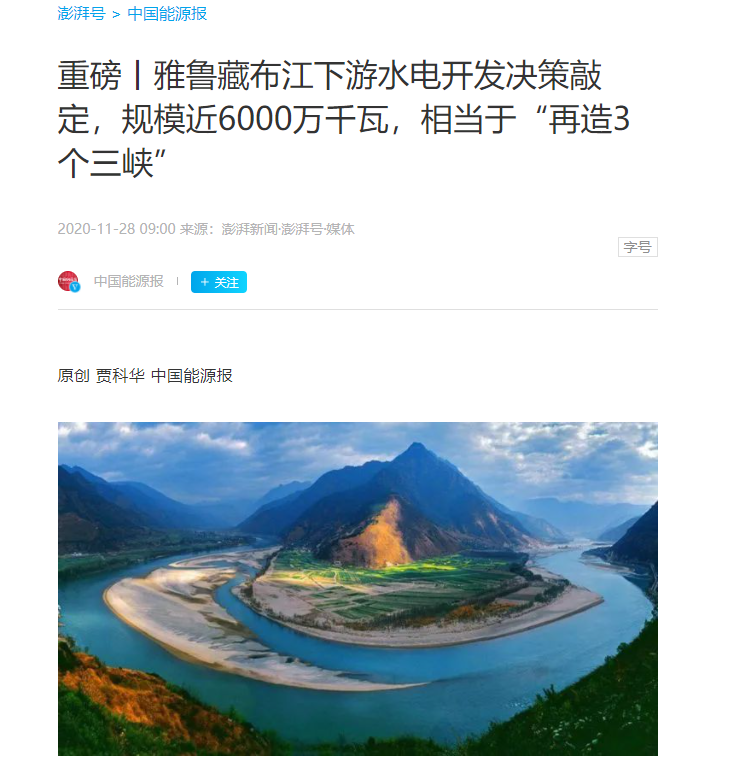 澎湃号 > 中国能源报
重磅丨雅鲁藏布江下游水电开发决策敲
定，规模近6000万千瓦，相当于“再造3
个三峡”
2020-11-28 09:00 来源：澎湃新闻·澎湃号·媒体
字号
中国能源报
+ 关注
原创 贾科华 中国能源报